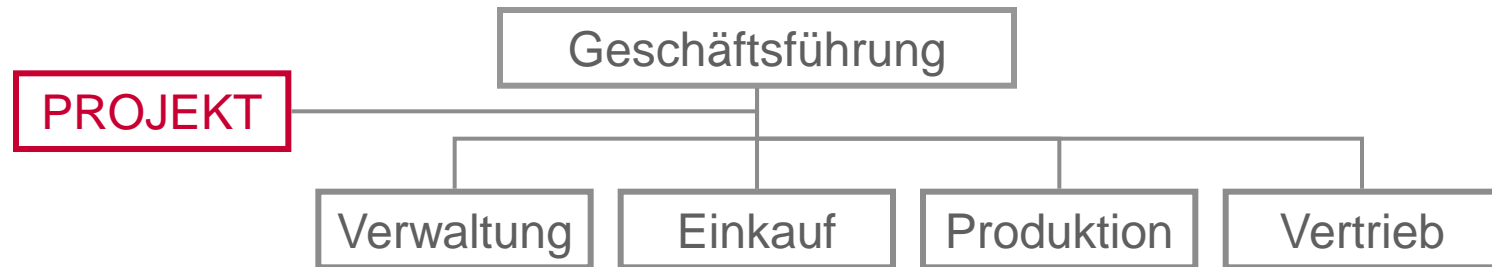 Geschäftsführung
PROJEKT
Verwaltung
Einkauf
Produktion
Vertrieb